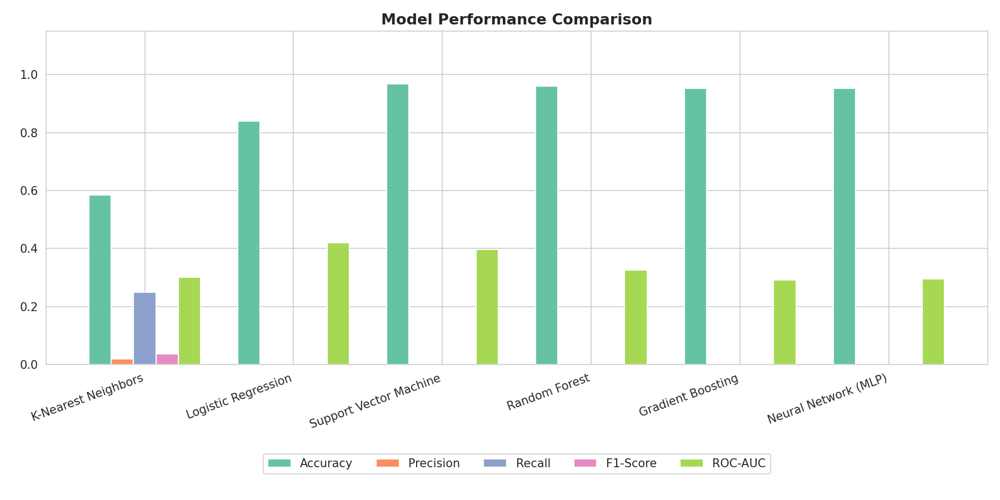 Model Performance Comparison
1.0
0.8
0.6
0.4
0.2
0.0
K-Nearest Neighbors
Logistic Regression
Support Vector Machine
Random Forest
Gradient Boosting
Neural Network (MLP)
Accuracy Precision Recall F1-Score ROC-AUC